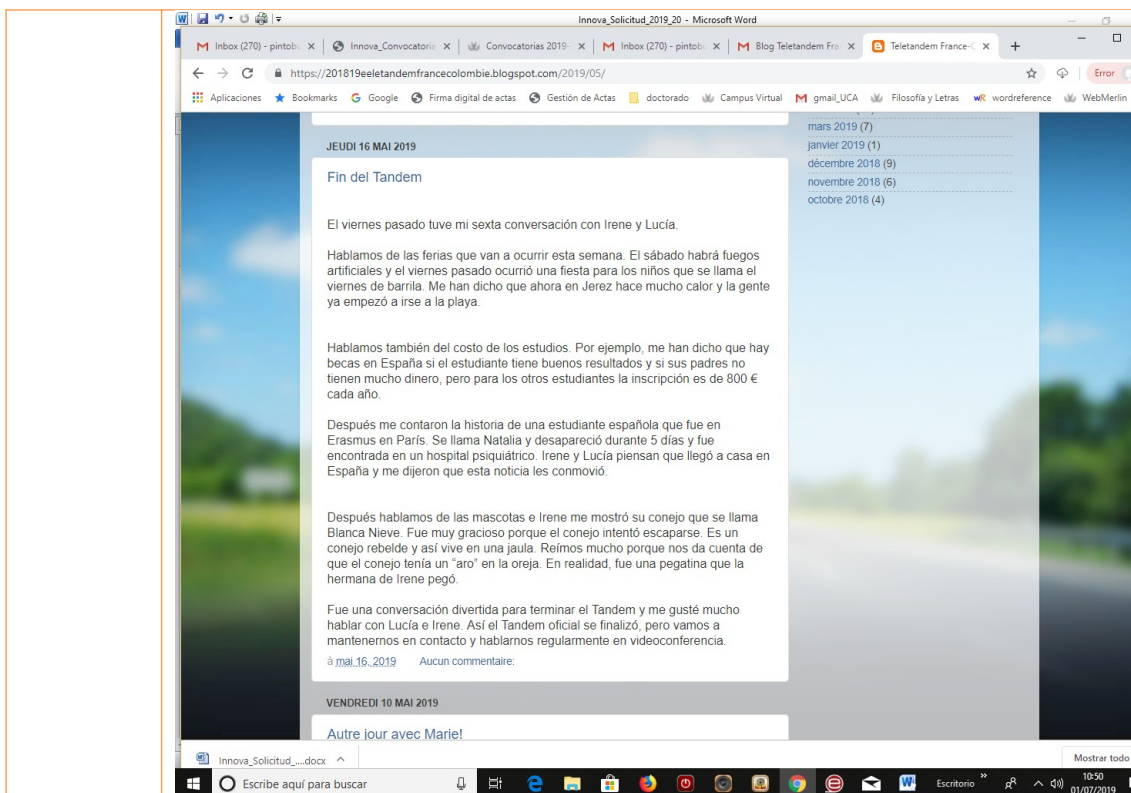 Innova_Solicitud_2019_20 - Microsoft Word
Inbox (270) - pintob
Innova_Convocatoria
Convocatorias 2019-
Inbox (270) - pintob
Blog Teletandem Fra
Teletandem France-C
https://201819eeletandemfrancecolombie.blogspot.com/2019/05/
Error
Aplicaciones Bookmarks Google Firma digital de actas Gestión de Actas doctorado Campus Virtual gmail_UCA Filosofía y Letras wordreference WebMerlin
mars 2019 (7)
janvier 2019 (1)
décembre 2018 (9)
novembre 2018 (6)
octobre 2018 (4)
JEUDI 16 MAI 2019
Fin del Tandem
El viernes pasado tuve mi sexta conversación con Irene y Lucía.
Hablamos de las ferias que van a ocurrir esta semana. El sábado habrá fuegos
artificiales y el viernes pasado ocurrió una fiesta para los niños que se llama el
viernes de barrila. Me han dicho que ahora en Jerez hace mucho calor y la gente
ya empezó a irse a la playa.
Hablamos también del costo de los estudios. Por ejemplo, me han dicho que hay
becas en España si el estudiante tiene buenos resultados y si sus padres no
tienen mucho dinero, pero para los otros estudiantes la inscripción es de 800 €
cada año.
Después me contaron la historia de una estudiante española que fue en
Erasmus en París. Se llama Natalia y desapareció durante 5 días y fue
encontrada en un hospital psiquiátrico. Irene y Lucía piensan que llegó a casa en
España y me dijeron que esta noticia les conmovió.
Después hablamos de las mascotas e Irene me mostró su conejo que se llama
Blanca Nieve. Fue muy gracioso porque el conejo intentó escaparse. Es un
conejo rebelde y así vive en una jaula. Reímos mucho porque nos da cuenta de
que el conejo tenía un “aro” en la oreja. En realidad, fue una pegatina que la
hermana de Irene pegó.
Fue una conversación divertida para terminar el Tandem y me gusté mucho
hablar con Lucía e Irene. Así el Tandem oficial se finalizó, pero vamos a
mantenernos en contacto y hablarnos regularmente en videoconferencia.
à mai 16, 2019 Aucun commentaire:
VENDREDI 10 MAI 2019
Autre jour avec Marie!
Innova_Solicitud_....docx
Mostrar todo
Escribe aquí para buscar
Escritorio
10:50
01/07/2019